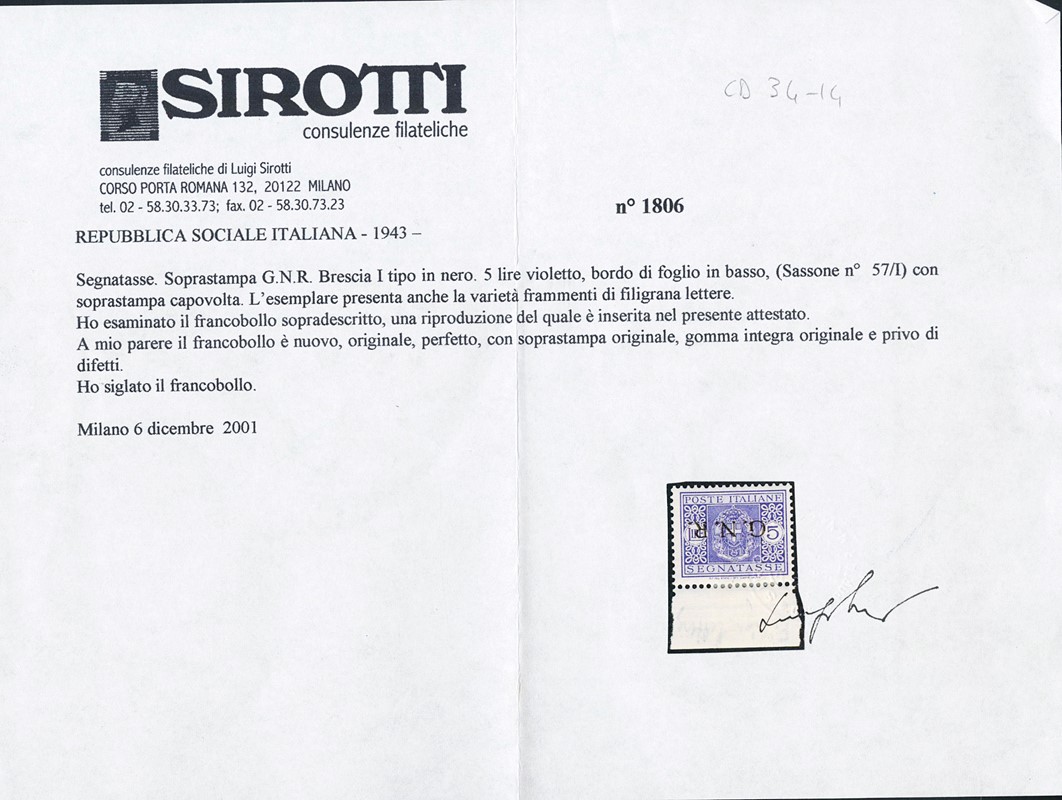 SIROTTI
consulenze filateliche
CD 34-14
consulenze filateliche di Luigi Sirotti
CORSO PORTA ROMANA 132, 20122 MILANO
tel. 02 - 58.30.33.73; fax. 02 - 58.30.73.23
n° 1806
REPUBBLICA SOCIALE ITALIANA - 1943 –
Segnatasse. Soprastampa G.N.R. Brescia I tipo in nero. 5 lire violetto, bordo di foglio in basso, (Sassone n° 57/I) con
soprastampa capovolta. L'esemplare presenta anche la varietà frammenti di filigrana lettere.
Ho esaminato il francobollo sopradescritto, una riproduzione del quale è inserita nel presente attestato.
A mio parere il francobollo è nuovo, originale, perfetto, con soprastampa originale, gomma integra originale e privo di
difetti.
Ho siglato il francobollo.
Milano 6 dicembre 2001
POSTE ITALIANE
G.N.R.
L 5
SEGNATASSE